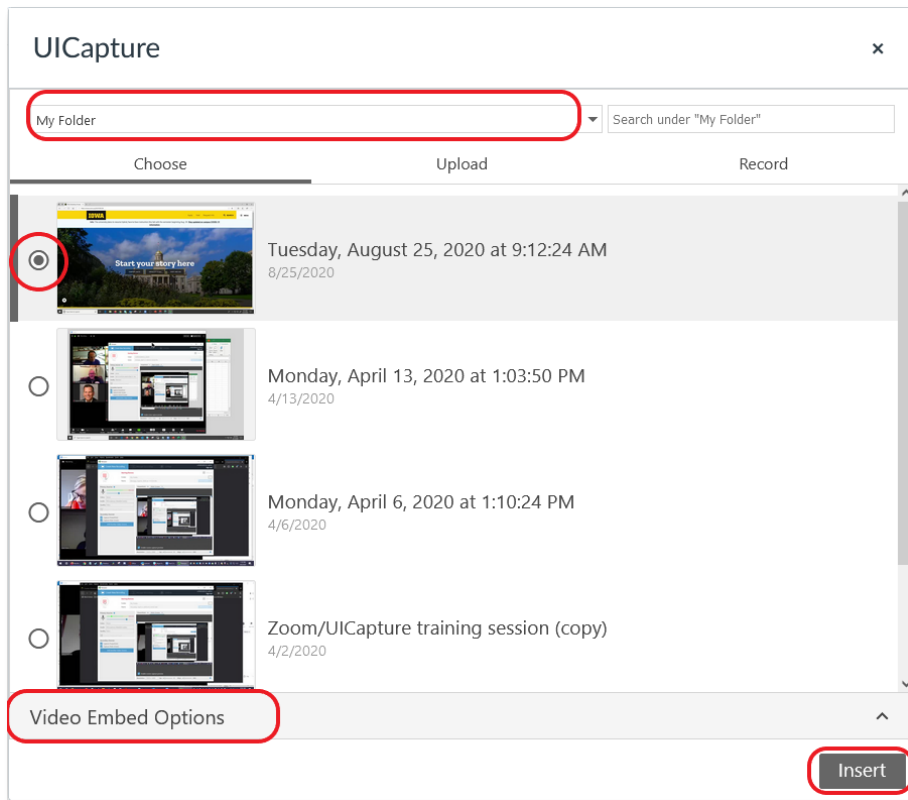 UICapture
×
My Folder
Search under "My Folder"
Choose
Upload
Record
IOWA
Start your story here
Tuesday, August 25, 2020 at 9:12:24 AM
8/25/2020
Monday, April 13, 2020 at 1:03:50 PM
4/13/2020
Monday, April 6, 2020 at 1:10:24 PM
4/6/2020
Zoom/UICapture training session (copy)
4/2/2020
Video Embed Options
Insert